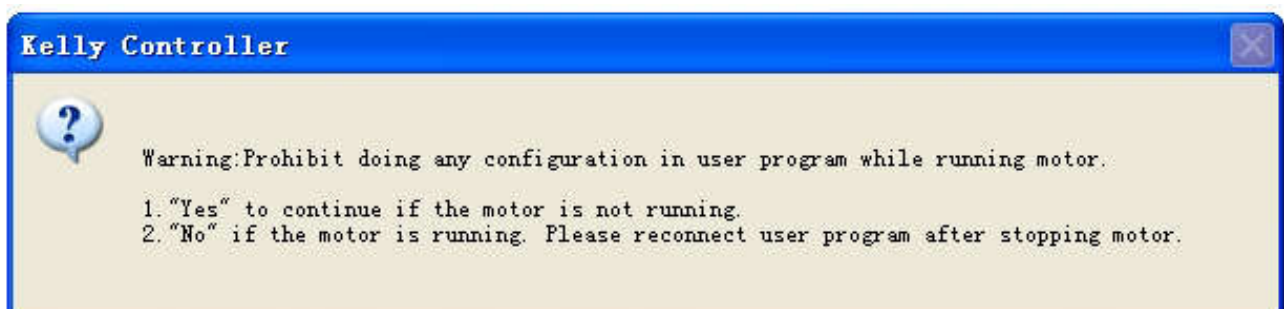 Kelly Controller
?
Warning:Prohibit doing any configuration in user program while running motor.
1."Yes" to continue if the motor is not running.
2."No" if the motor is running. Please reconnect user program after stopping motor.